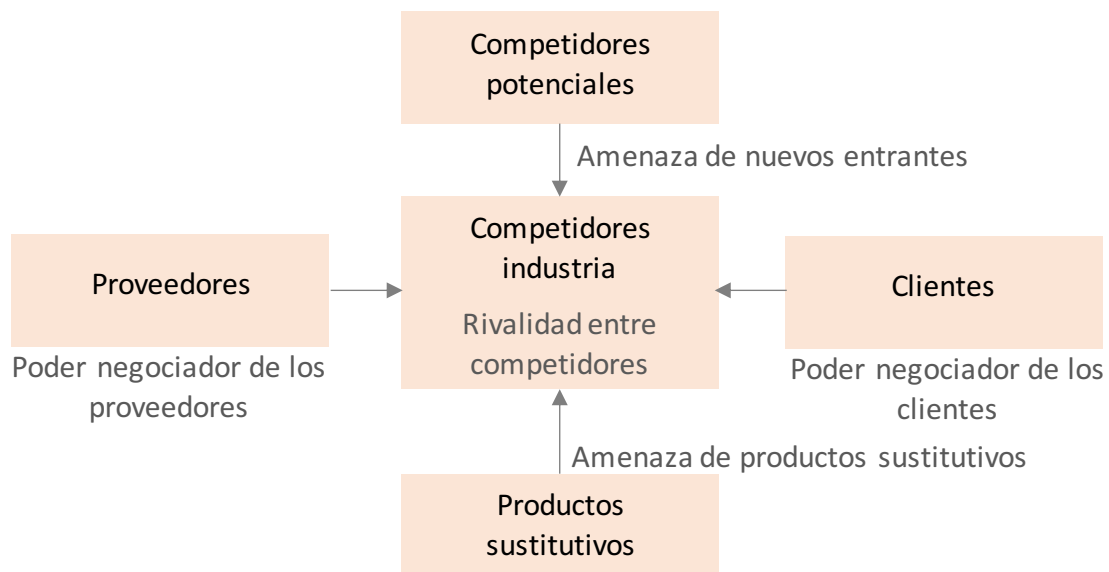 Competidores
potenciales
Amenaza de nuevos entrantes
Competidores
industria
Rivalidad entre
competidores
Proveedores
Poder negociador de los
proveedores
Clientes
Poder negociador de los
clientes
Amenaza de productos sustitutivos
Productos
sustitutivos